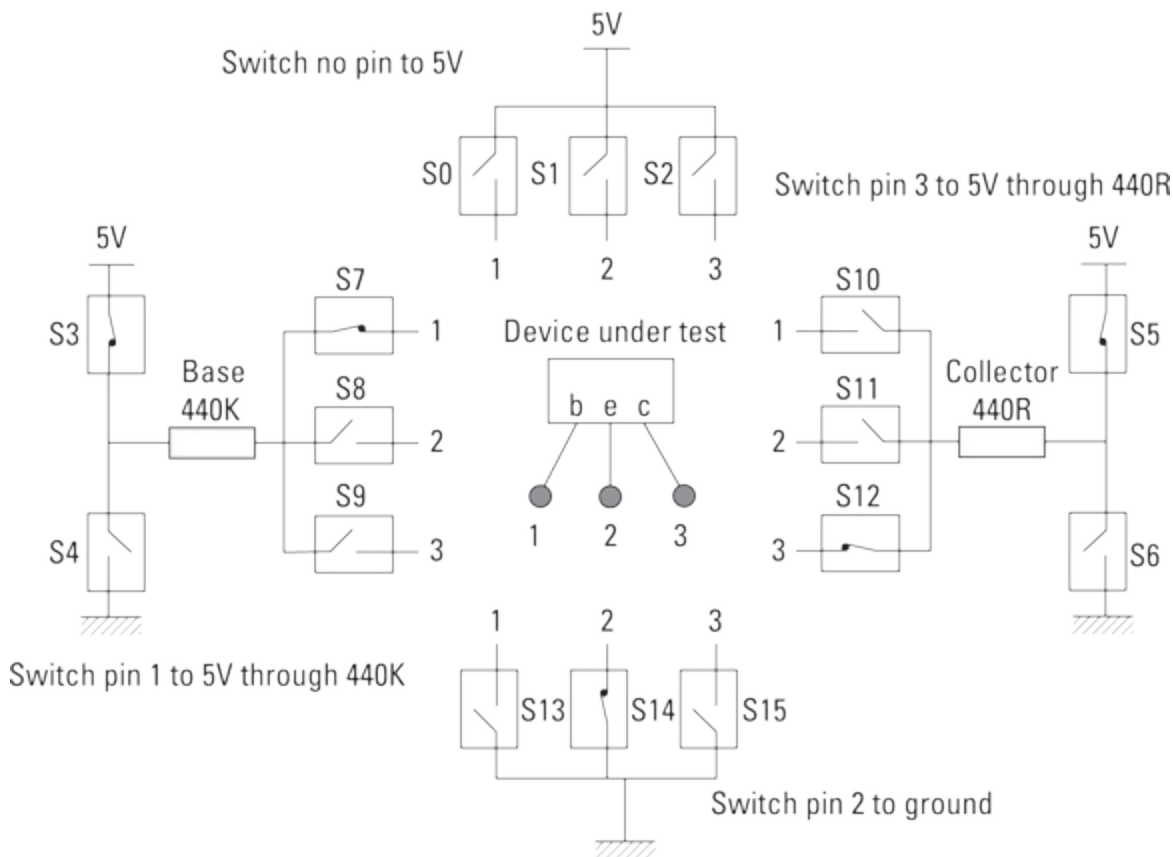 5V
Switch no pin to 5V
S0 S1 S2
Switch pin 3 to 5V through 440R
1 2 3
5V
S3
S7
1
Base
440K
S8
2
S4
S9
3
Device under test
b e c
1 2 3
5V
S10
1
S5
Collector
440R
S11
2
S12
3
S6
Switch pin 1 to 5V through 440K
1 2 3
S13 S14 S15
Switch pin 2 to ground